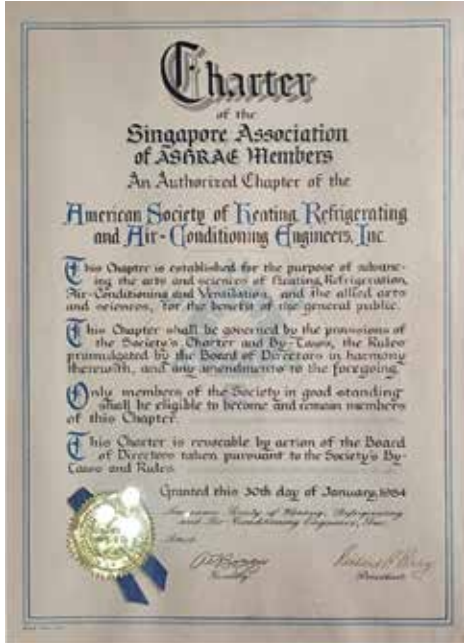 Charter
of the
Singapore Association
of ASHRAE Members
An Authorized Chapter of the
American Society of Heating Refrigerating
and Air-Conditioning Engineers, Inc
This Chapter is established for the purpose of advanc-
ing the arts and sciences of Heating, Refrigeration,
Air-Conditioning and Ventilation, and the allied arts
and sciences, for the benefit of the general public.
This Chapter shall be governed by the provisions of
the Society's Charter and By-Laws, the Rules
promulgated by the Board of Directors in harmony
therewith, and any amendments to the foregoing
Only members of the Society in good standing
shall be eligible to become and remain members
of this Chapter.
This Charter is revocable by action of the Board
of Directors taken pursuant to the Society's By-
Laws and Rules
Granted this 30th day of January, 1984
American Society of Heating, Refrigerating
and Air-Conditioning Engineers, Inc.
President